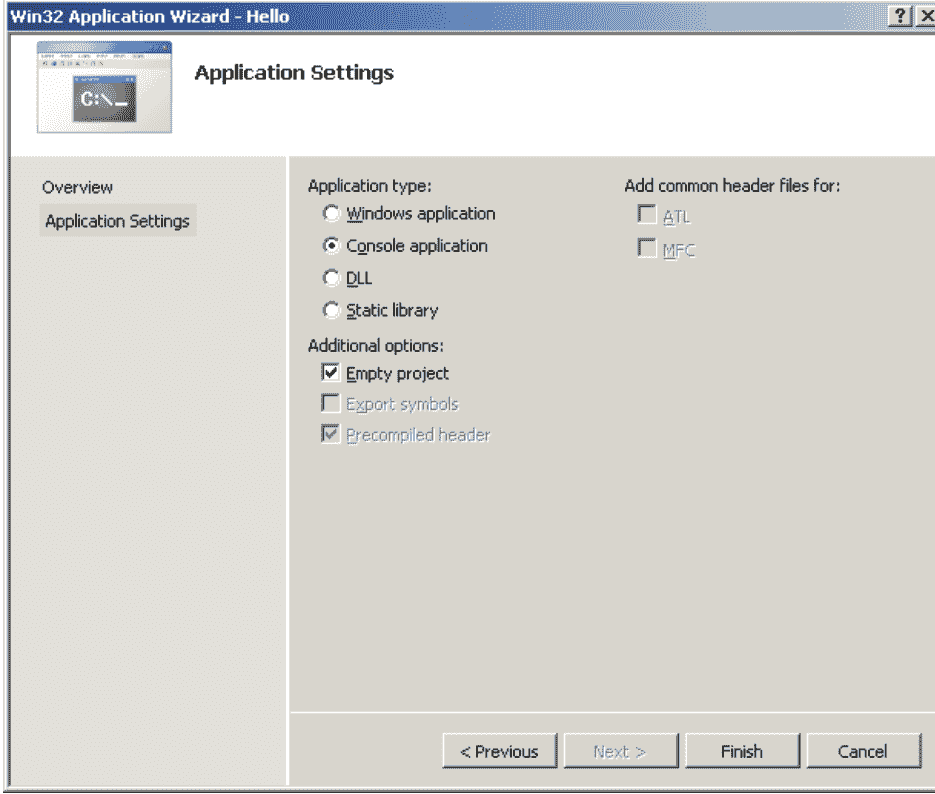 Win32 Application Wizard - Hello
C:\_
Application Settings
Overview
Application Settings
Application type:
Windows application
Console application
DLL
Static library
Additional options:
Empty project
Export symbols
Precompiled header
Add common header files for:
ATL
MFC
< Previous
Next >
Finish
Cancel